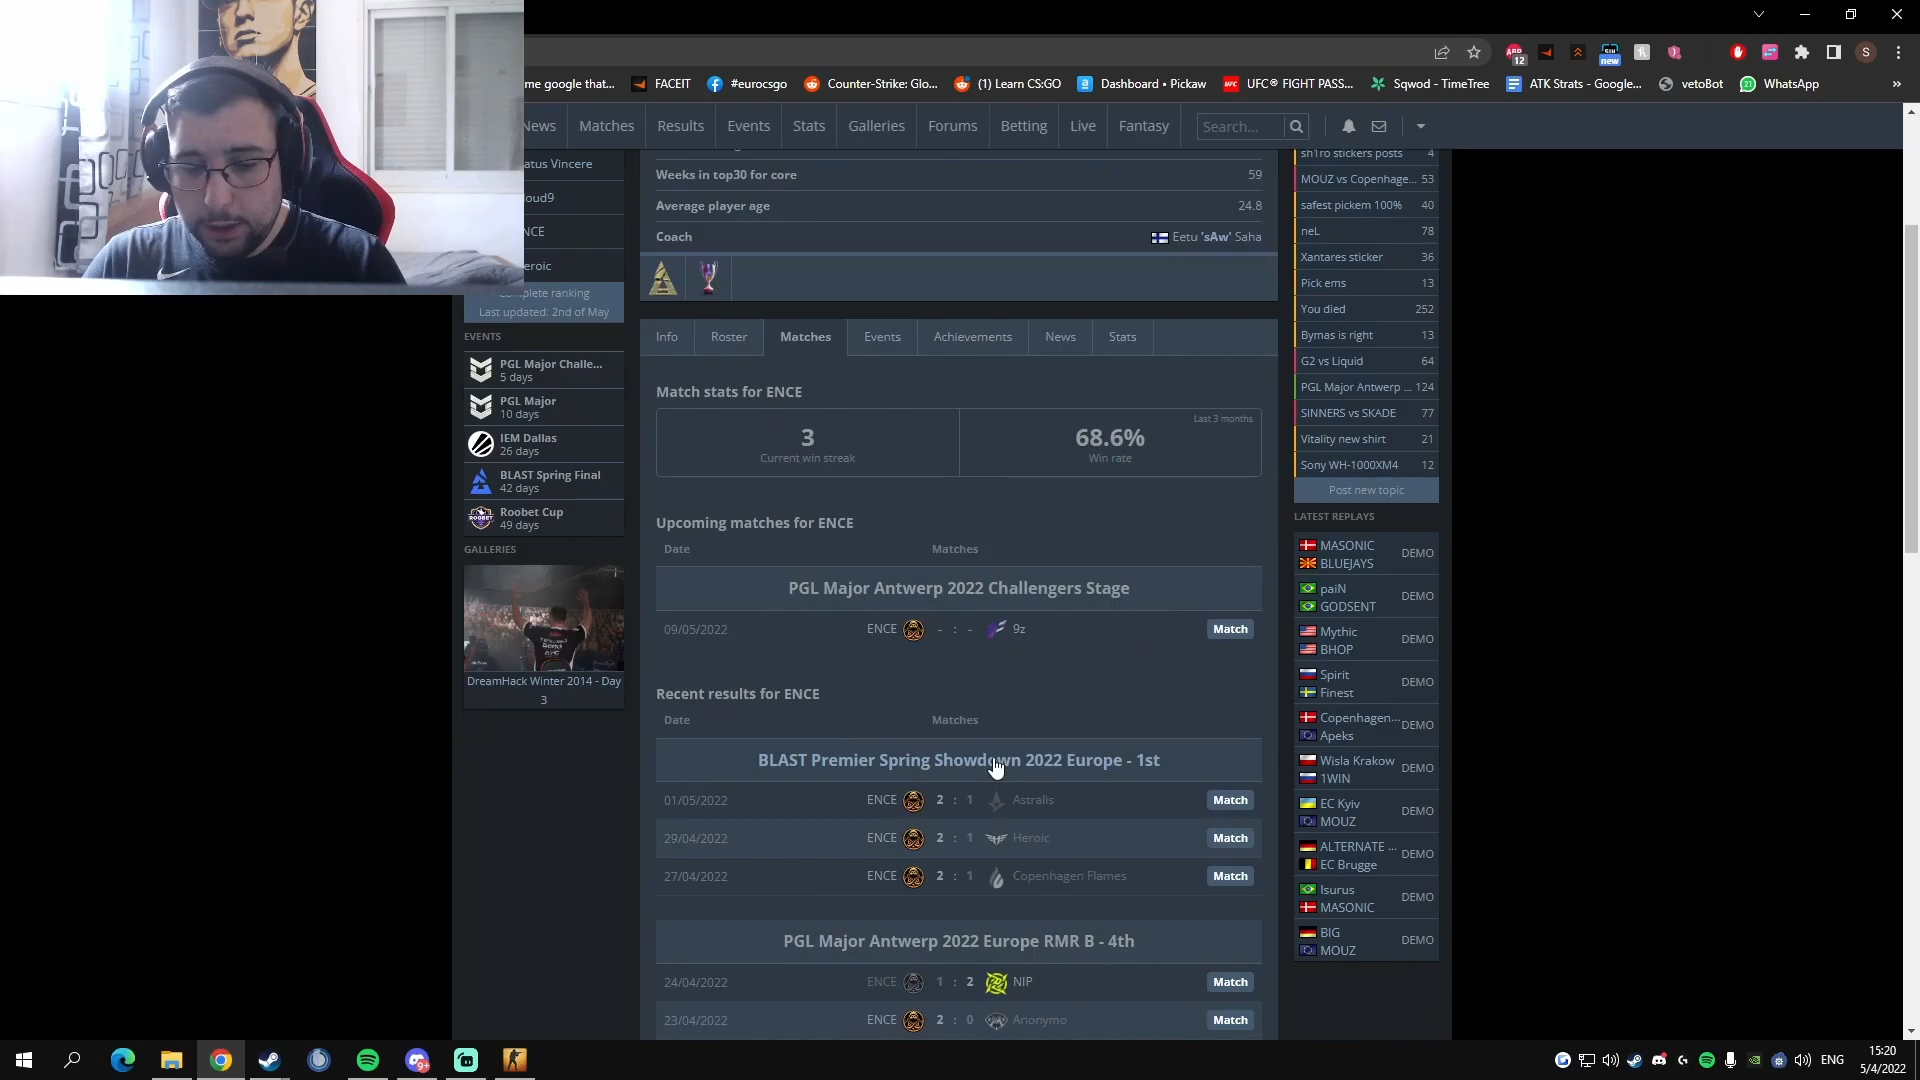 me google that...
FACEIT
#eurocsgo
Counter-Strike: Glo...
(1) Learn CS:GO
Dashboard • Pickaw
UFC® FIGHT PASS...
Sqwod - TimeTree
ATK Strats - Google...
vetoBot
WhatsApp
»
12
new
S
News
Matches
Results
Events
Stats
Galleries
Forums
Betting
Live
Fantasy
Search...
atus Vincere
oud9
NCE
eroic
Complete ranking
Last updated: 2nd of May
EVENTS
PGL Major Challe...
5 days
PGL Major
10 days
IEM Dallas
26 days
BLAST Spring Final
42 days
Roobet Cup
49 days
GALLERIES
DreamHack Winter 2014 - Day
3
Weeks in top30 for core 59
Average player age 24.8
Coach Eetu 'sAw' Saha
Info
Roster
Matches
Events
Achievements
News
Stats
Match stats for ENCE
Last 3 months
3
Current win streak
68.6%
Win rate
Upcoming matches for ENCE
Date Matches
PGL Major Antwerp 2022 Challengers Stage
09/05/2022 ENCE - : - 9z Match
Recent results for ENCE
Date Matches
BLAST Premier Spring Showdown 2022 Europe - 1st
01/05/2022 ENCE 2 : 1 Astralis Match
29/04/2022 ENCE 2 : 1 Heroic Match
27/04/2022 ENCE 2 : 1 Copenhagen Flames Match
PGL Major Antwerp 2022 Europe RMR B - 4th
24/04/2022 ENCE 1 : 2 NIP Match
23/04/2022 ENCE 2 : 0 Anonymo Match
sh1ro stickers posts 4
MOUZ vs Copenhage... 53
safest pickem 100% 40
neL 78
Xantares sticker 36
Pick ems 13
You died 252
Bymas is right 13
G2 vs Liquid 64
PGL Major Antwerp ... 124
SINNERS vs SKADE 77
Vitality new shirt 21
Sony WH-1000XM4 12
Post new topic
LATEST REPLAYS
MASONIC
BLUEJAYS
DEMO
paiN
GODSENT
DEMO
Mythic
BHOP
DEMO
Spirit
Finest
DEMO
Copenhagen...
Apeks
DEMO
Wisla Krakow
1WIN
DEMO
EC Kyiv
MOUZ
DEMO
ALTERNATE ...
EC Brugge
DEMO
Isurus
MASONIC
DEMO
BIG
MOUZ
DEMO
9+
ENG
15:20
5/4/2022